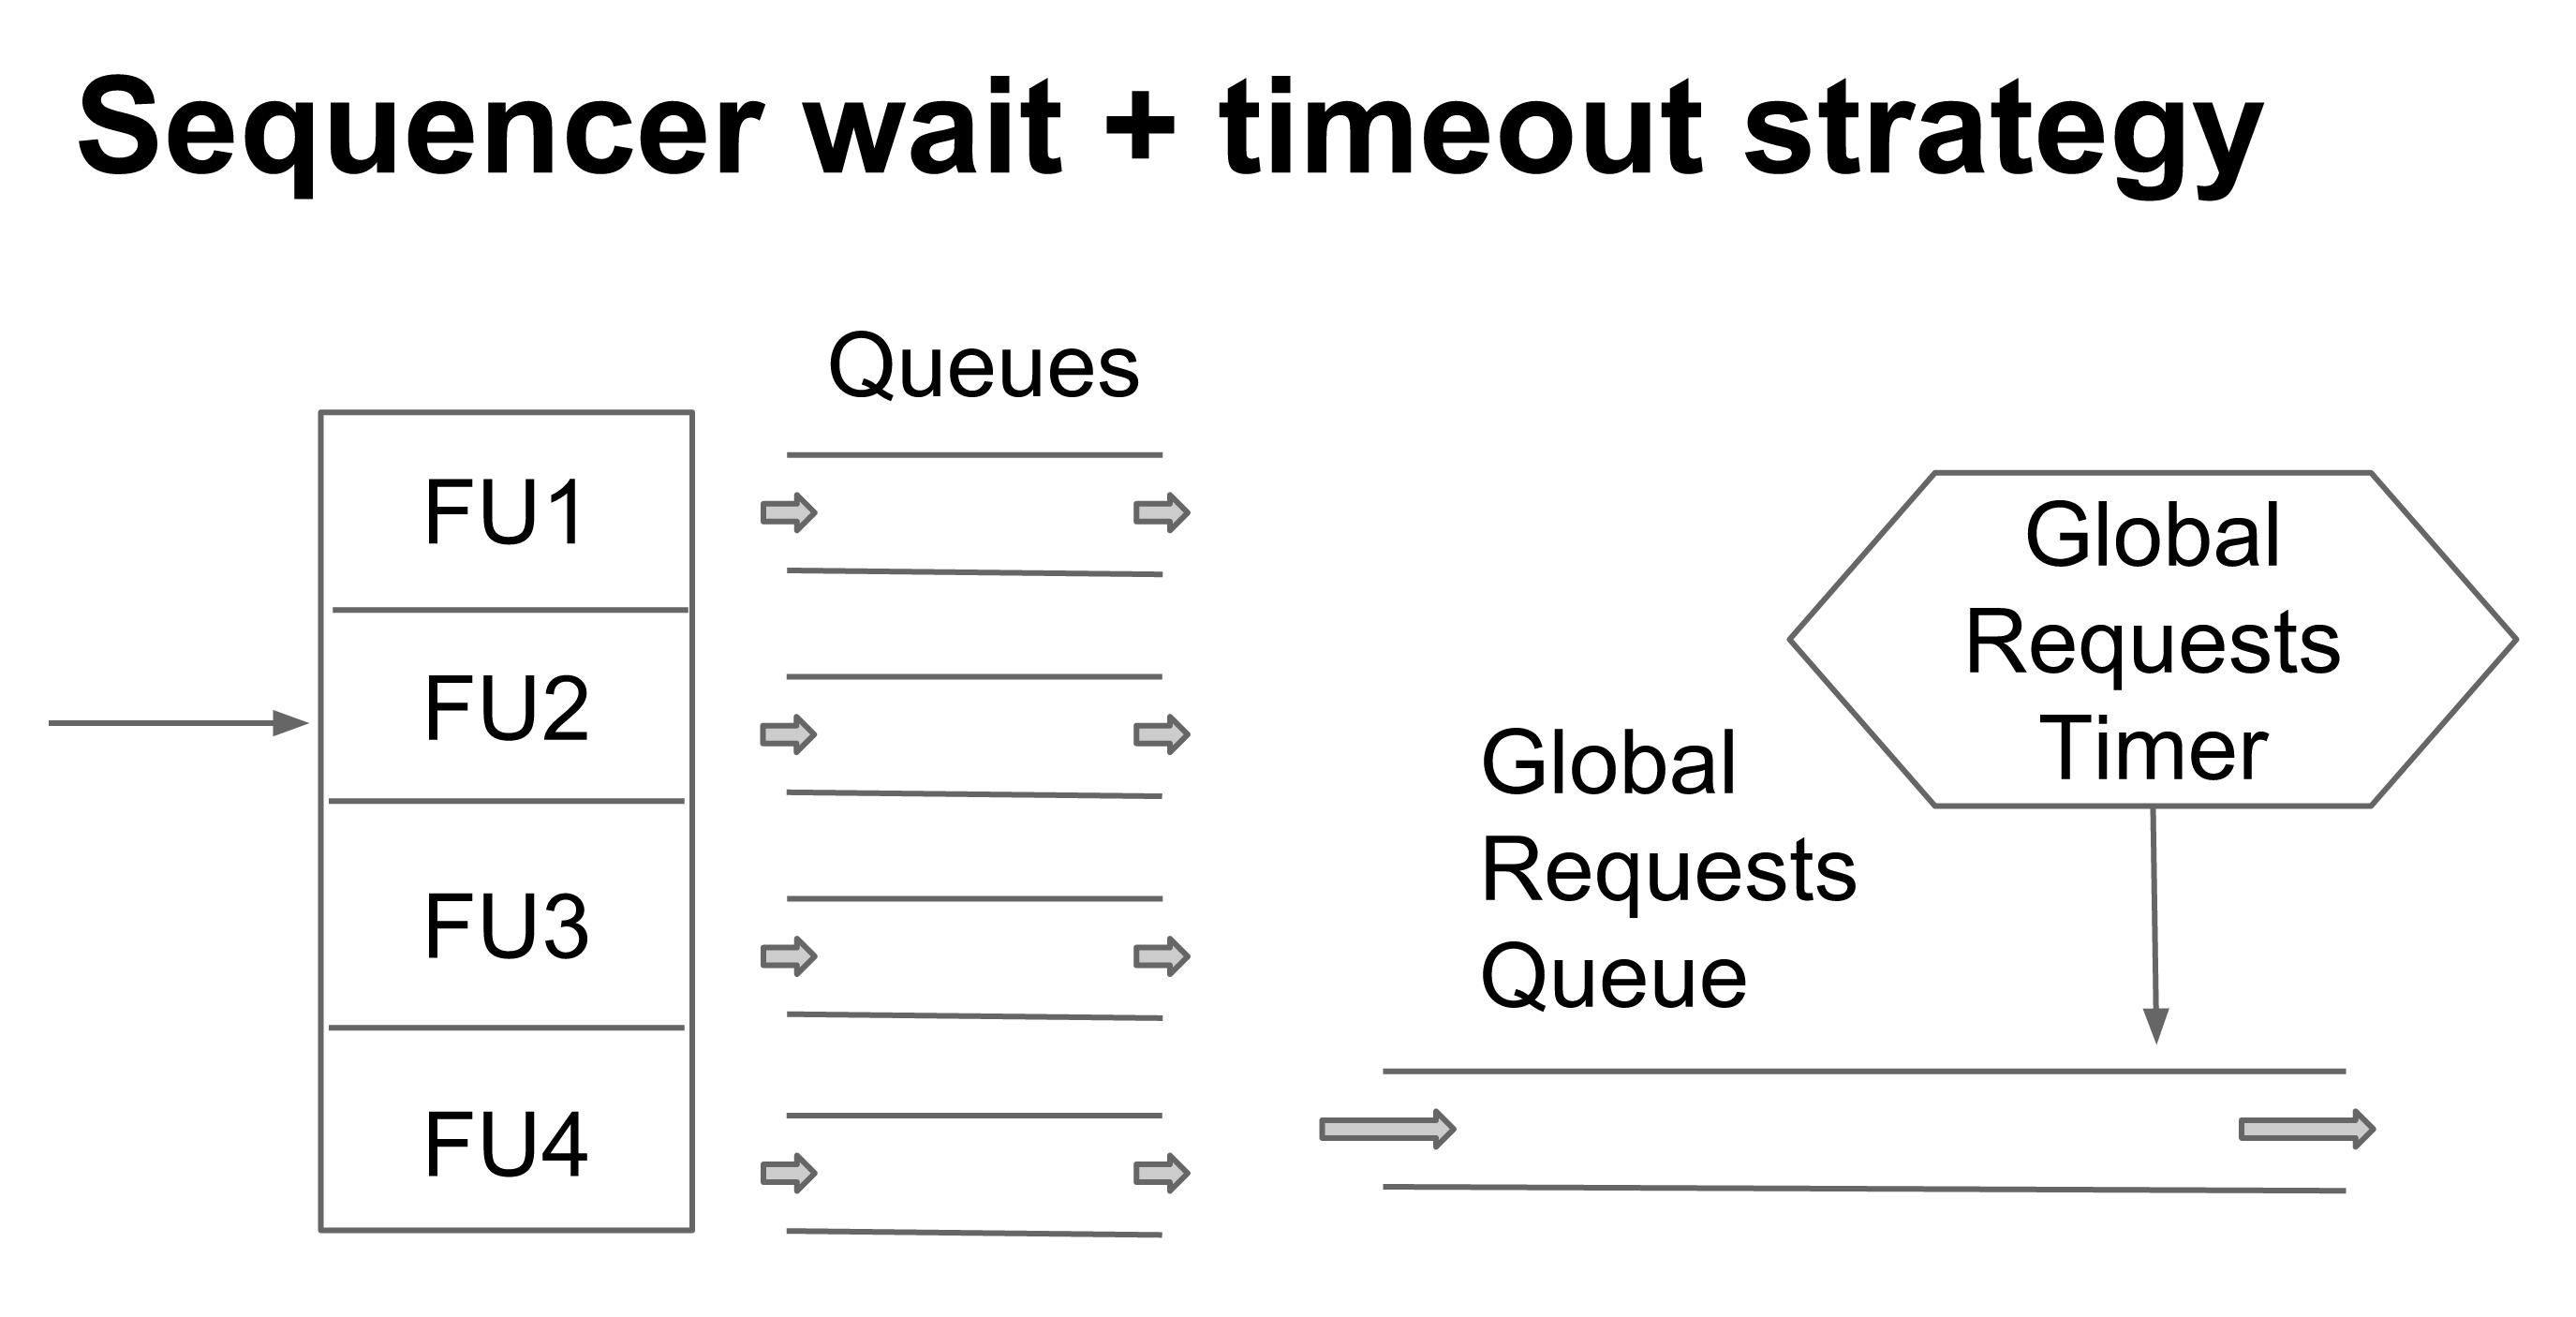 Sequencer wait + timeout strategy
Queues
FU1
FU2
FU3
FU4
Global
Requests
Queue
Global
Requests
Timer